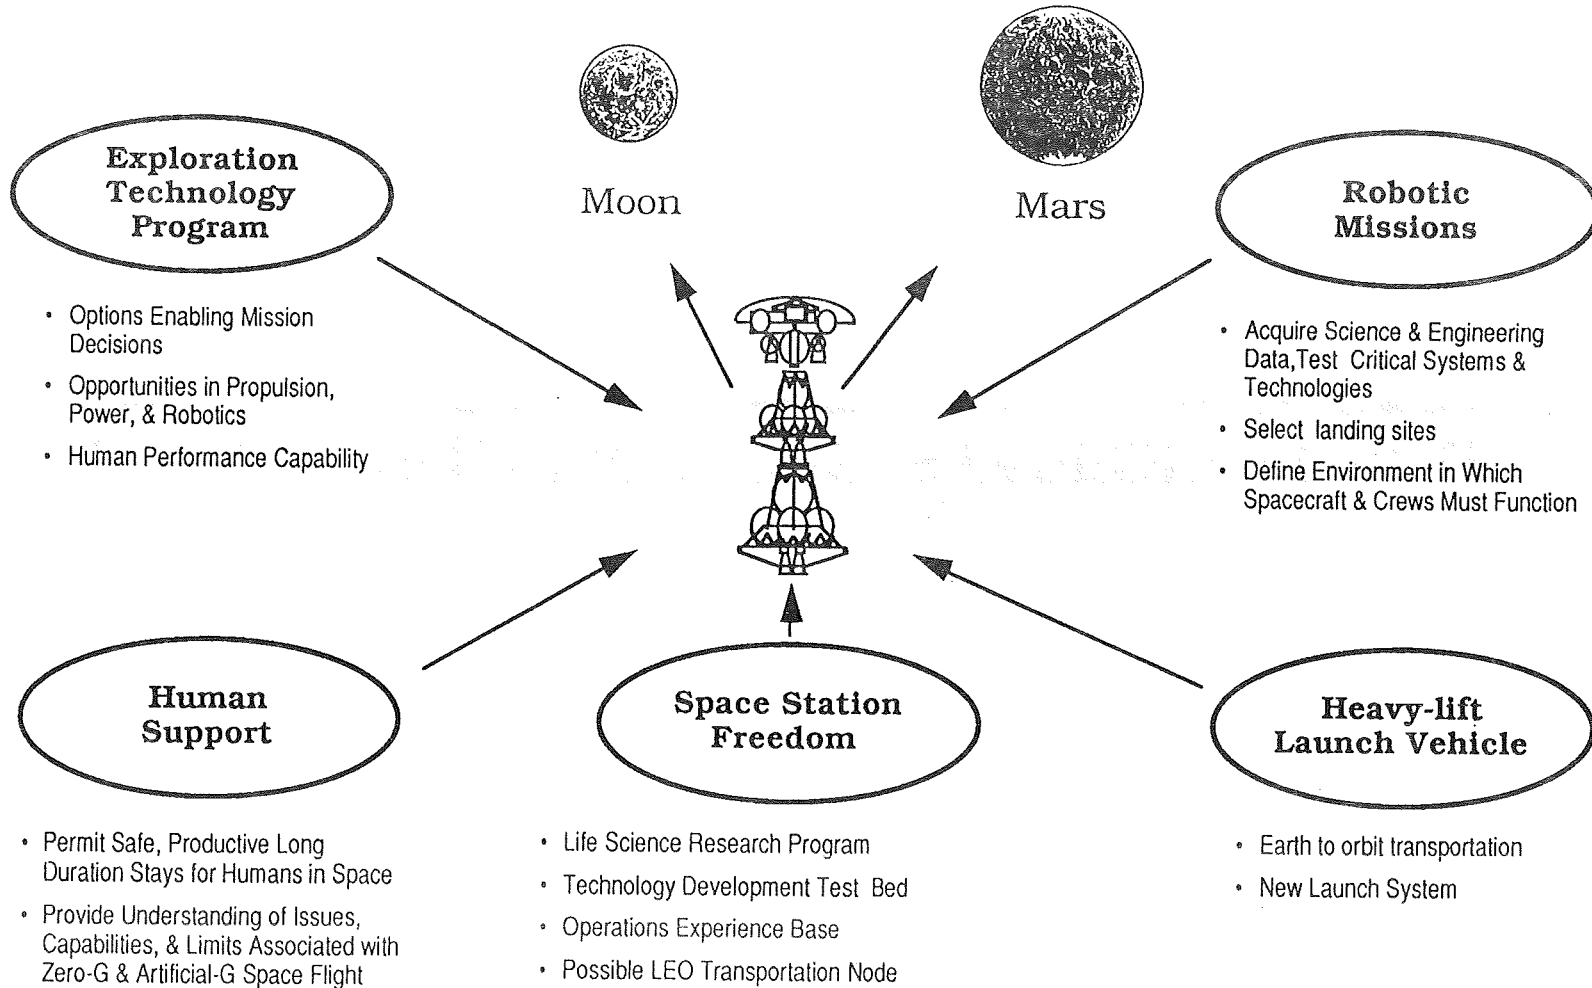 Exploration
Technology
Program
Moon
Mars
Robotic
Missions
• Options Enabling Mission
Decisions
• Opportunities in Propulsion,
Power, & Robotics
• Human Performance Capability
• Acquire Science & Engineering
Data,Test Critical Systems &
Technologies
• Select landing sites
• Define Environment in Which
Spacecraft & Crews Must Function
Human
Support
Space Station
Freedom
Heavy-lift
Launch Vehicle
• Permit Safe, Productive Long
Duration Stays for Humans in Space
• Provide Understanding of Issues,
Capabilities, & Limits Associated with
Zero-G & Artificial-G Space Flight
• Life Science Research Program
• Technology Development Test Bed
• Operations Experience Base
• Possible LEO Transportation Node
• Earth to orbit transportation
• New Launch System